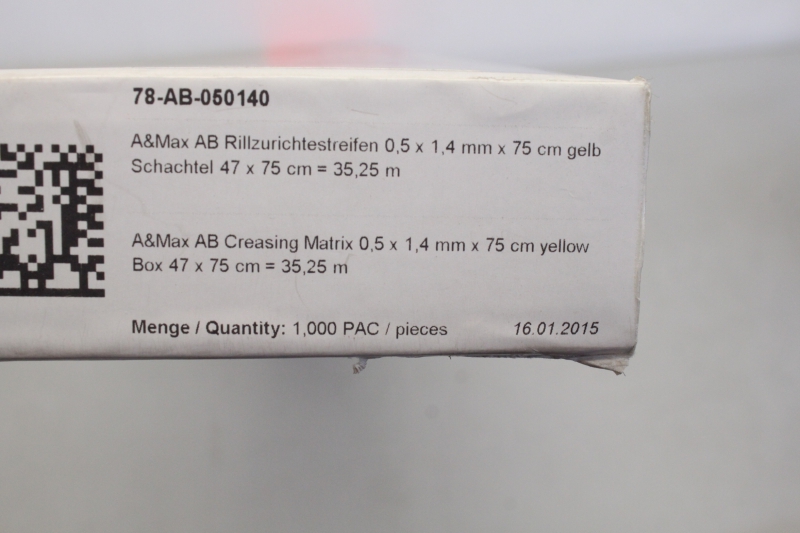 78-AB-050140
A&Max AB Rillzurichtestreifen 0,5 x 1,4 mm x 75 cm gelb
Schachtel 47 x 75 cm = 35,25 m
A&Max AB Creasing Matrix 0,5 x 1,4 mm x 75 cm yellow
Box 47 x 75 cm = 35,25 m
Menge / Quantity: 1,000 PAC / pieces 16.01.2015